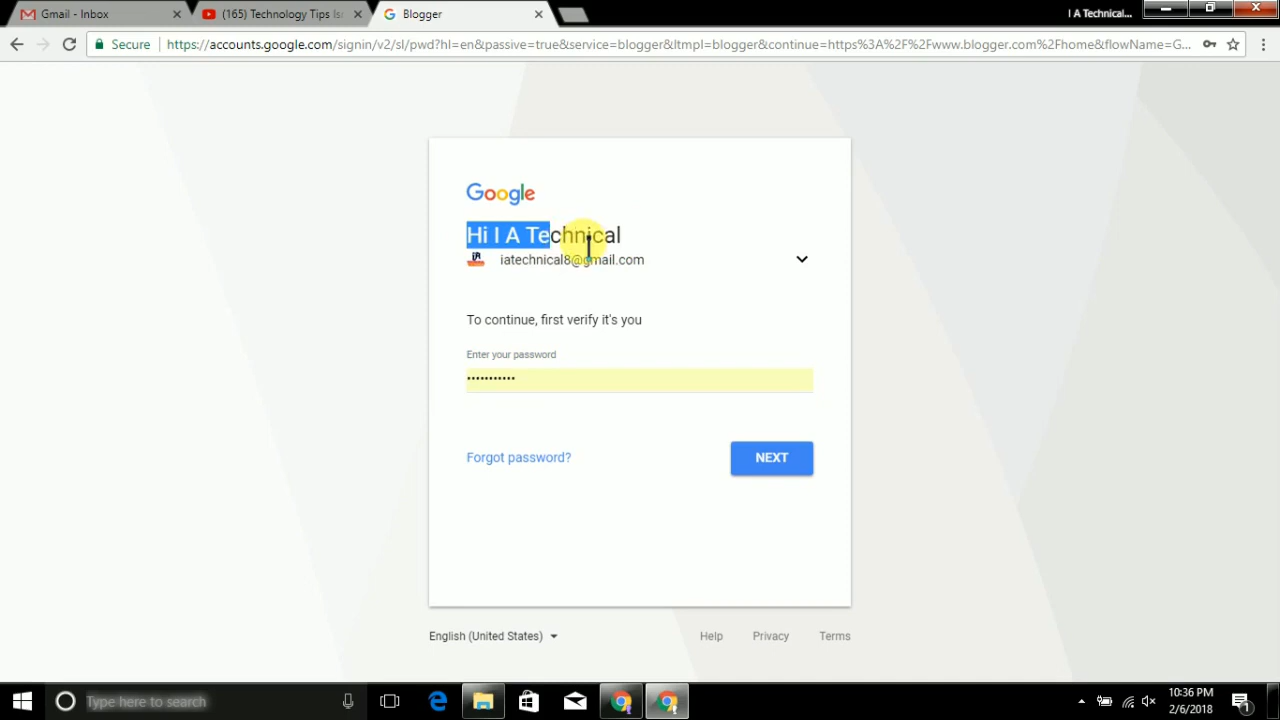 Gmail - Inbox
(165) Technology Tips Isc
Blogger
I A Technical...
Secure
https://accounts.google.com/signin/v2/sl/pwd?hl=en&passive=true&service=blogger&ltmpl=blogger&continue=https%3A%2F%2Fwww.blogger.com%2Fhome&flowName=G...
Google
Hi I A Technical
iA
iatechnical8@gmail.com
To continue, first verify it's you
Enter your password
•••••••••••
Forgot password?
NEXT
English (United States)
Help
Privacy
Terms
Type here to search
10:36 PM
2/6/2018
1